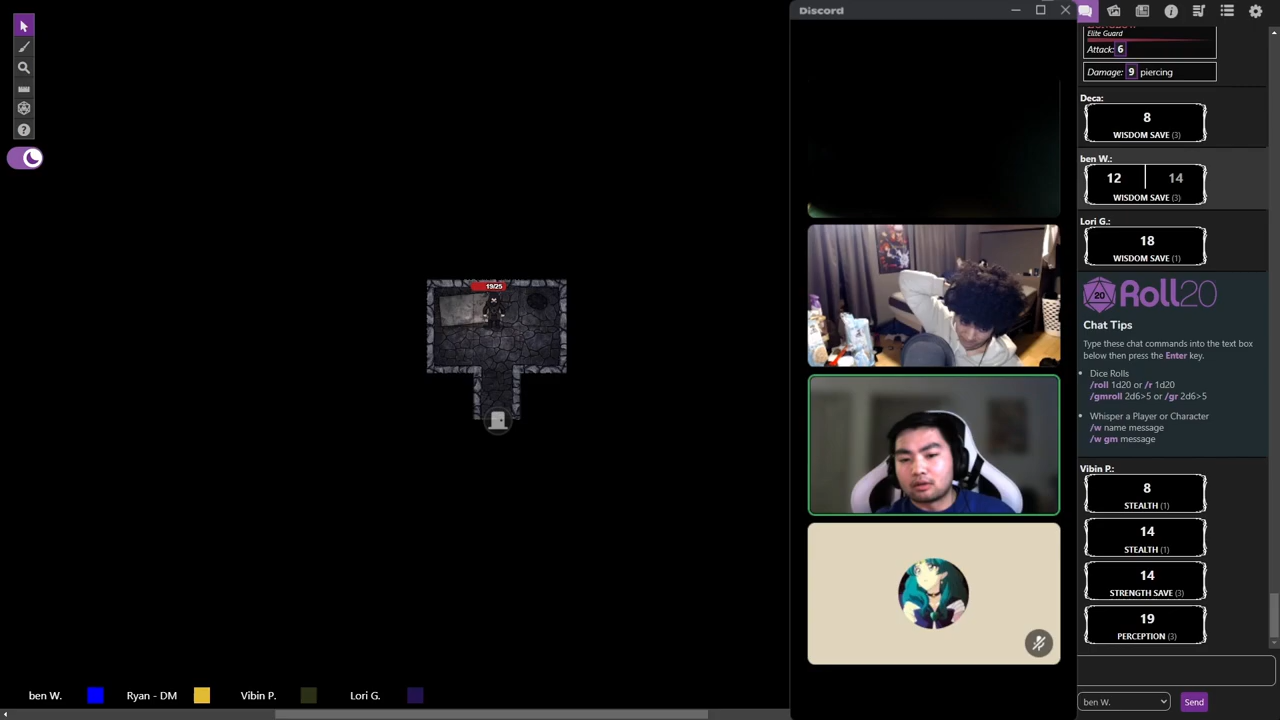 Discord
Elite Guard
Attack: 6
Damage: 9 piercing
Deca:
8
WISDOM SAVE (3)
ben W.:
12 14
WISDOM SAVE (3)
Lori G.:
18
WISDOM SAVE (1)
20 Roll20
Chat Tips
Type these chat commands into the text box
below then press the Enter key.
Dice Rolls
/roll 1d20 or /r 1d20
/gmroll 2d6>5 or /gr 2d6>5
Whisper a Player or Character
/w name message
/w gm message
Vibin P.:
8
STEALTH (1)
14
STEALTH (1)
14
STRENGTH SAVE (3)
19
PERCEPTION (3)
19/25
ben W. Ryan - DM Vibin P. Lori G.
ben W. Send